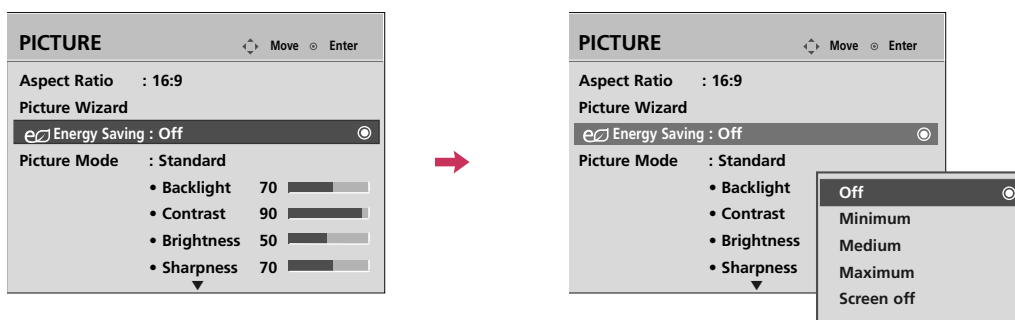 PICTURE Move Enter
Aspect Ratio : 16:9
Picture Wizard
Energy Saving : Off
Picture Mode : Standard
• Backlight 70
• Contrast 90
• Brightness 50
• Sharpness 70
PICTURE Move Enter
Aspect Ratio : 16:9
Picture Wizard
Energy Saving : Off
Picture Mode : Standard
• Backlight
• Contrast
• Brightness
• Sharpness
Off
Minimum
Medium
Maximum
Screen off